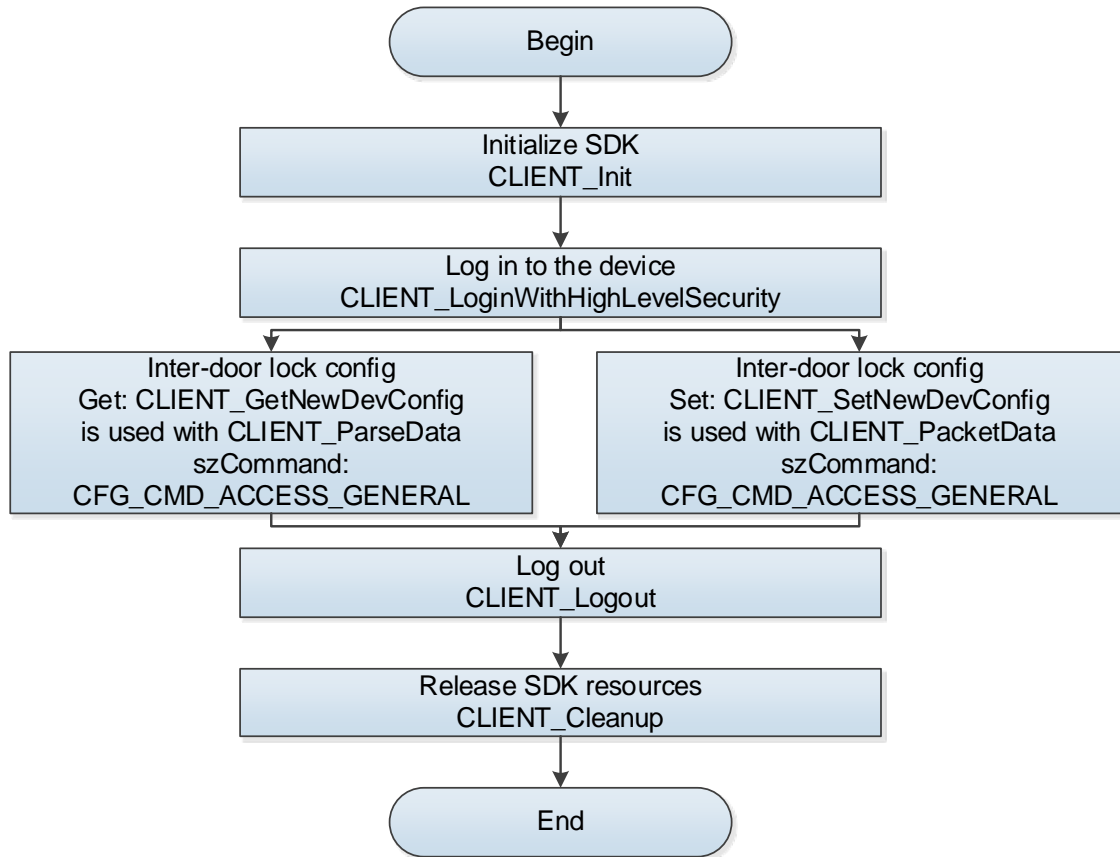 Begin
Initialize SDK
CLIENT_Init
Log in to the device
CLIENT_LoginWithHighLevelSecurity
Inter-door lock config
Get: CLIENT_GetNewDevConfig
is used with CLIENT_ParseData
szCommand:
CFG_CMD_ACCESS_GENERAL
Inter-door lock config
Set: CLIENT_SetNewDevConfig
is used with CLIENT_PacketData
szCommand:
CFG_CMD_ACCESS_GENERAL
Log out
CLIENT_Logout
Release SDK resources
CLIENT_Cleanup
End